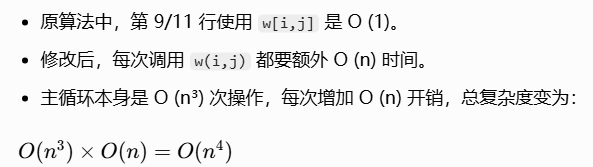 • 原算法中，第 9/11 行使用 w[i,j] 是 O (1)。
• 修改后，每次调用 w(i,j) 都要额外 O (n) 时间。
• 主循环本身是 O (n³) 次操作，每次增加 O (n) 开销，总复杂度变为：
O(n³) × O(n) = O(n⁴)